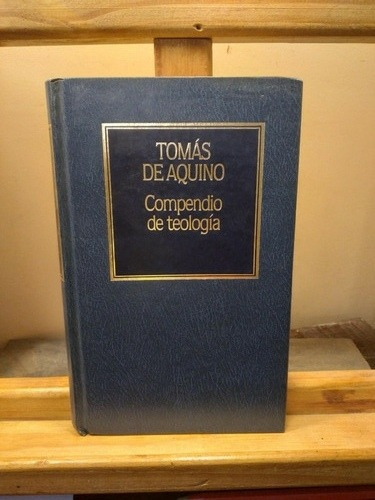 TOMÁS
DE AQUINO
Compendio
de teología